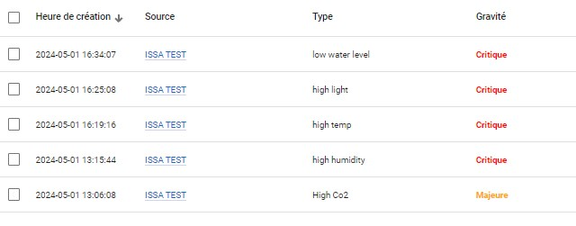 Heure de création ↓ Source Type Gravité
2024-05-01 16:34:07 ISSA TEST low water level Critique
2024-05-01 16:25:08 ISSA TEST high light Critique
2024-05-01 16:19:16 ISSA TEST high temp Critique
2024-05-01 13:15:44 ISSA TEST high humidity Critique
2024-05-01 13:06:08 ISSA TEST High Co2 Majeure